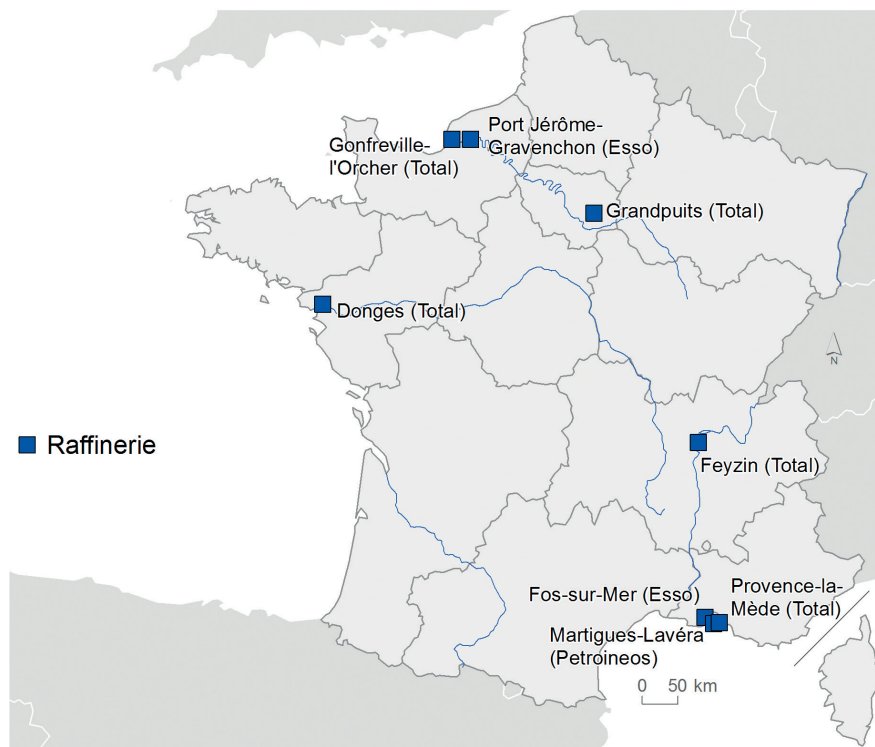 Port Jérôme-
Gravenchon (Esso)
Gonfreville-
l'Orcher (Total)
Grandpuits (Total)
Donges (Total)
N
Raffinerie
Feyzin (Total)
Fos-sur-Mer (Esso)
Provence-la-
Mède (Total)
Martigues-Lavéra
(Petroineos)
0 50 km